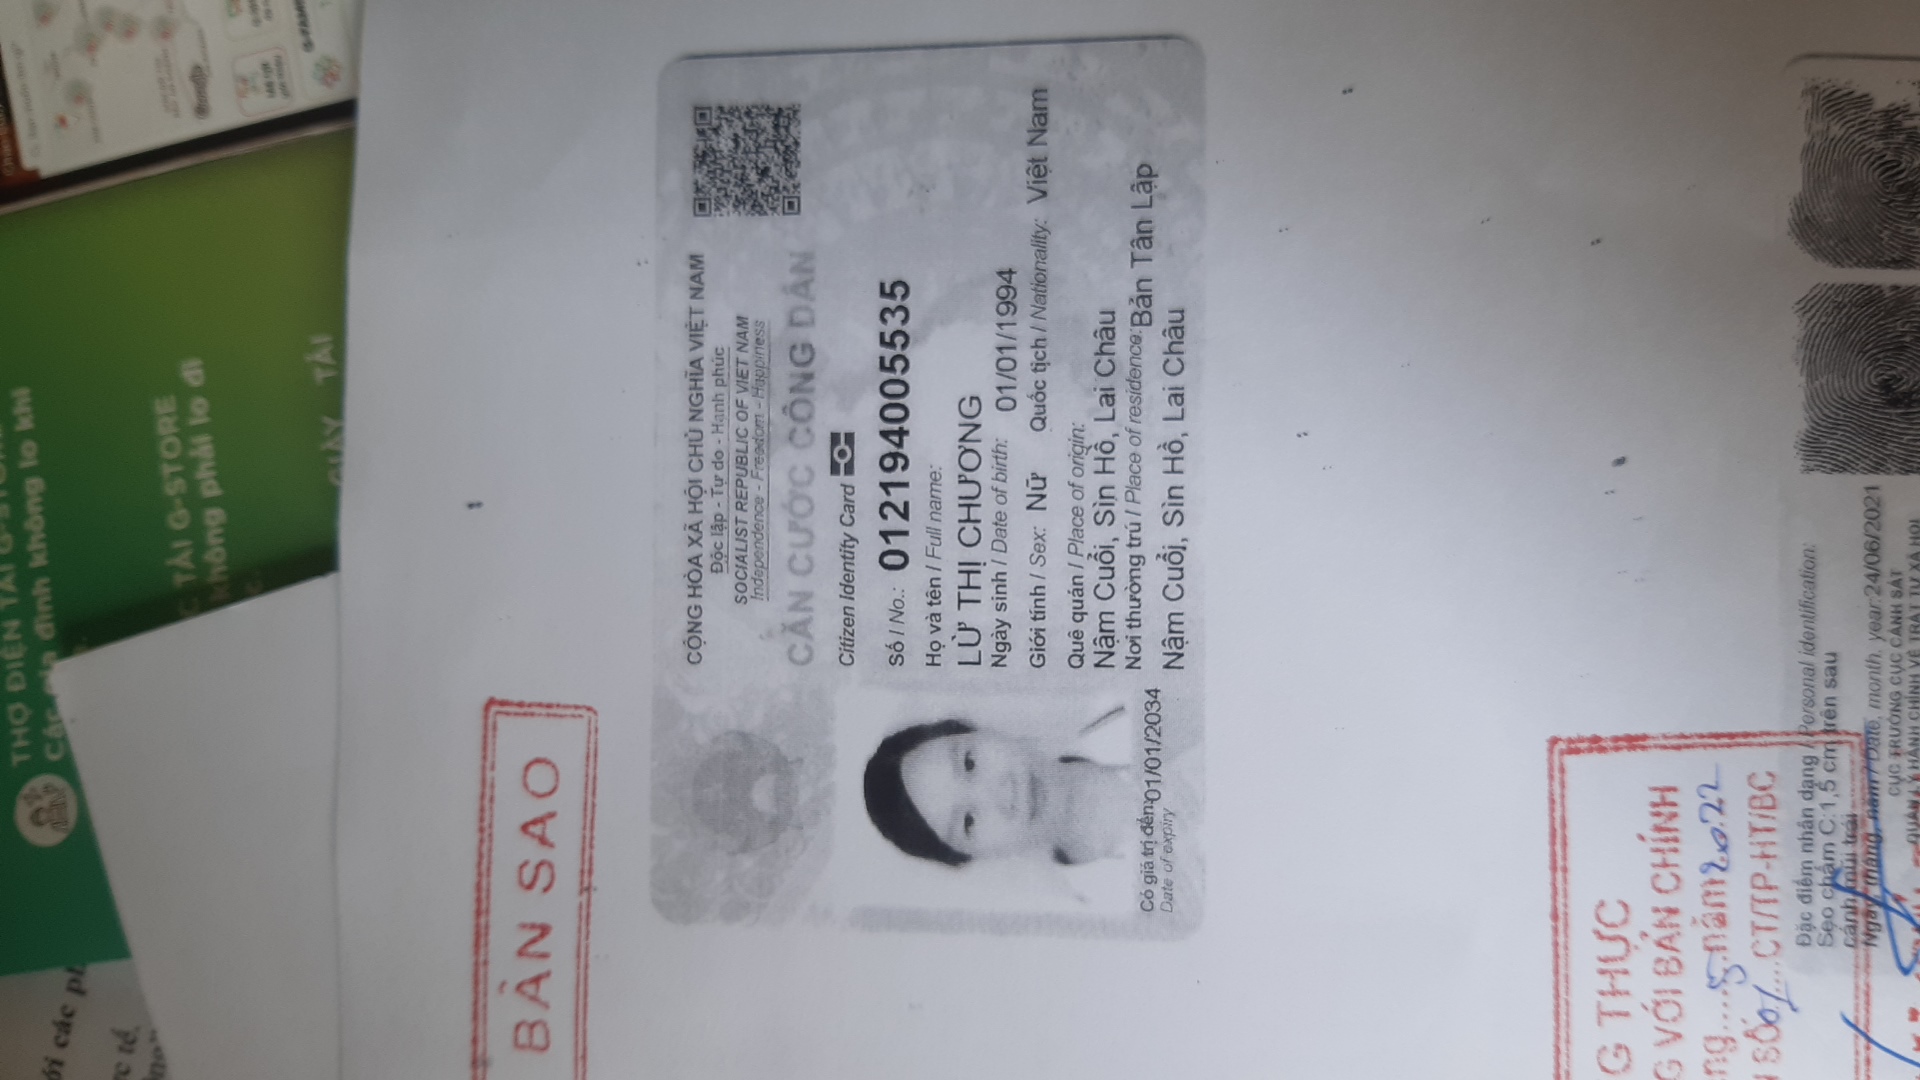 THỢ ĐIỆN TẠI G-STORE
Các gia đình không lo khi
ới các
ực tế.
TẢI G-STORE
không phải lo đi
TẢI
BẢN SAO
CỘNG HÒA XÃ HỘI CHỦ NGHĨA VIỆT NAM
Độc lập - Tự do - Hạnh phúc
SOCIALIST REPUBLIC OF VIET NAM
Independence - Freedom - Happiness
CĂN CƯỚC CÔNG DÂN
Citizen Identity Card
Số / No.: 012194005535
Họ và tên / Full name:
LỪ THỊ CHƯƠNG
Ngày sinh / Date of birth: 01/01/1994
Giới tính / Sex: Nữ Quốc tịch / Nationality: Việt Nam
Quê quán / Place of origin:
Nậm Cuổi, Sìn Hồ, Lai Châu
Nơi thường trú / Place of residence: Bản Tân Lập
Nậm Cuổi, Sìn Hồ, Lai Châu
Có giá trị đến: 01/01/2034
Date of expiry
G THỰC
G VỚI BẢN CHÍNH
ng....5.năm2022
SỐ01....CT/TP-HT/BC
Đặc điểm nhân dạng / Personal identification:
Sẹo chấm C:1,5 cm trên sau
cánh mũi trái
Ngày, tháng, năm / Date, month, year: 24/06/2021
CỤC TRƯỞNG CỤC CẢNH SÁT
QUẢN LÝ HÀNH CHÍNH VỀ TRẬT TỰ XÃ HỘI